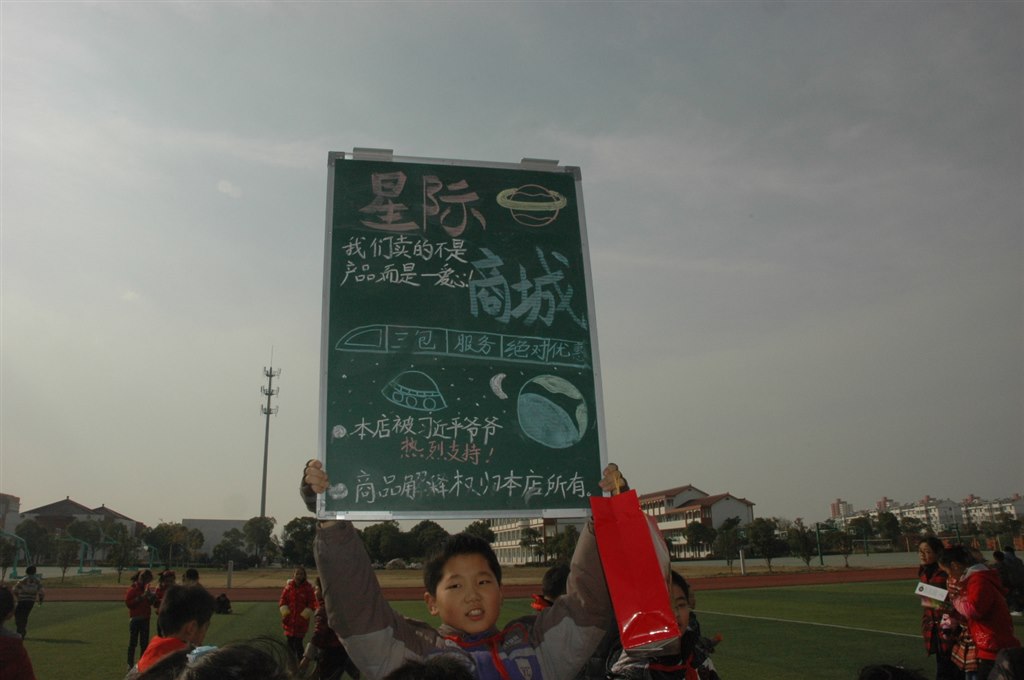 星际
我们卖的不是
产品而是一爱心!
商城
三包 服务 绝对优惠
本店被习近平爷爷
热烈支持!
商品解释权归本店所有。